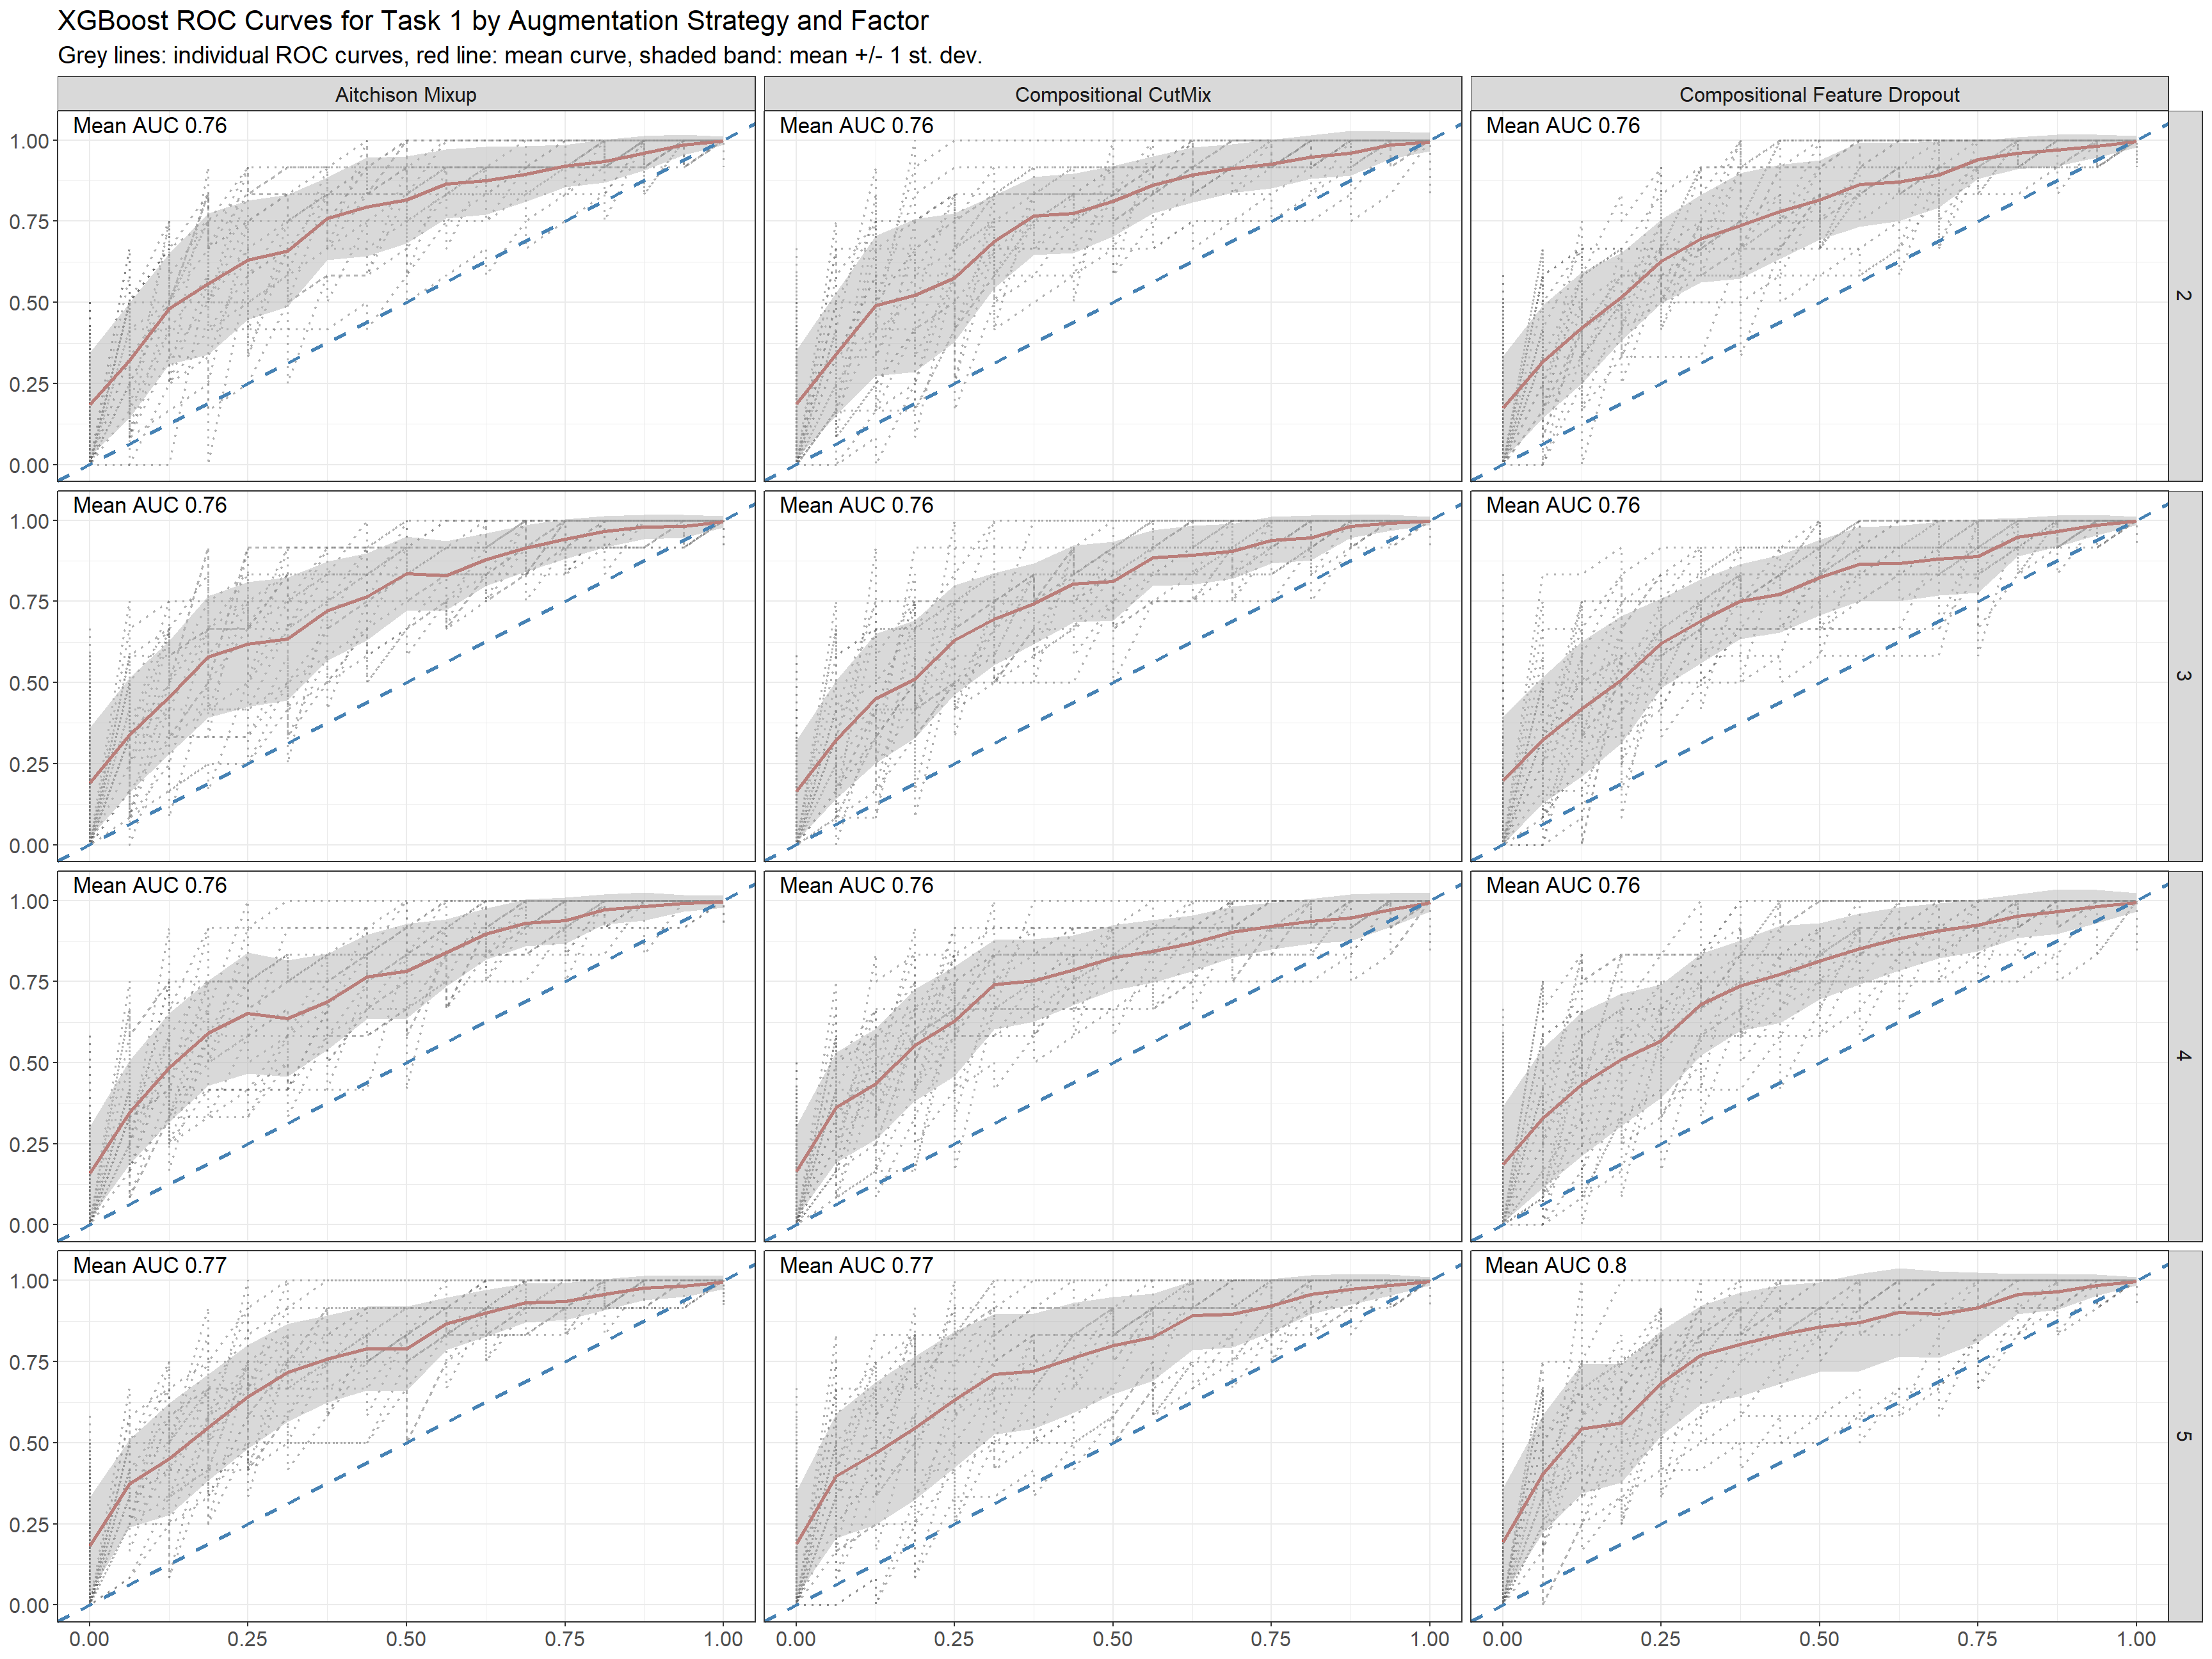 XGBoost ROC Curves for Task 1 by Augmentation Strategy and Factor
Grey lines: individual ROC curves, red line: mean curve, shaded band: mean +/- 1 st. dev.
Aitchison Mixup
Compositional CutMix
Compositional Feature Dropout
Mean AUC 0.76
Mean AUC 0.76
Mean AUC 0.76
1.00
0.75
0.50
0.25
0.00
2
Mean AUC 0.76
Mean AUC 0.76
Mean AUC 0.76
1.00
0.75
0.50
0.25
0.00
3
Mean AUC 0.76
Mean AUC 0.76
Mean AUC 0.76
1.00
0.75
0.50
0.25
0.00
4
Mean AUC 0.77
Mean AUC 0.77
Mean AUC 0.8
1.00
0.75
0.50
0.25
0.00
5
0.00 0.25 0.50 0.75 1.00
0.00 0.25 0.50 0.75 1.00
0.00 0.25 0.50 0.75 1.00